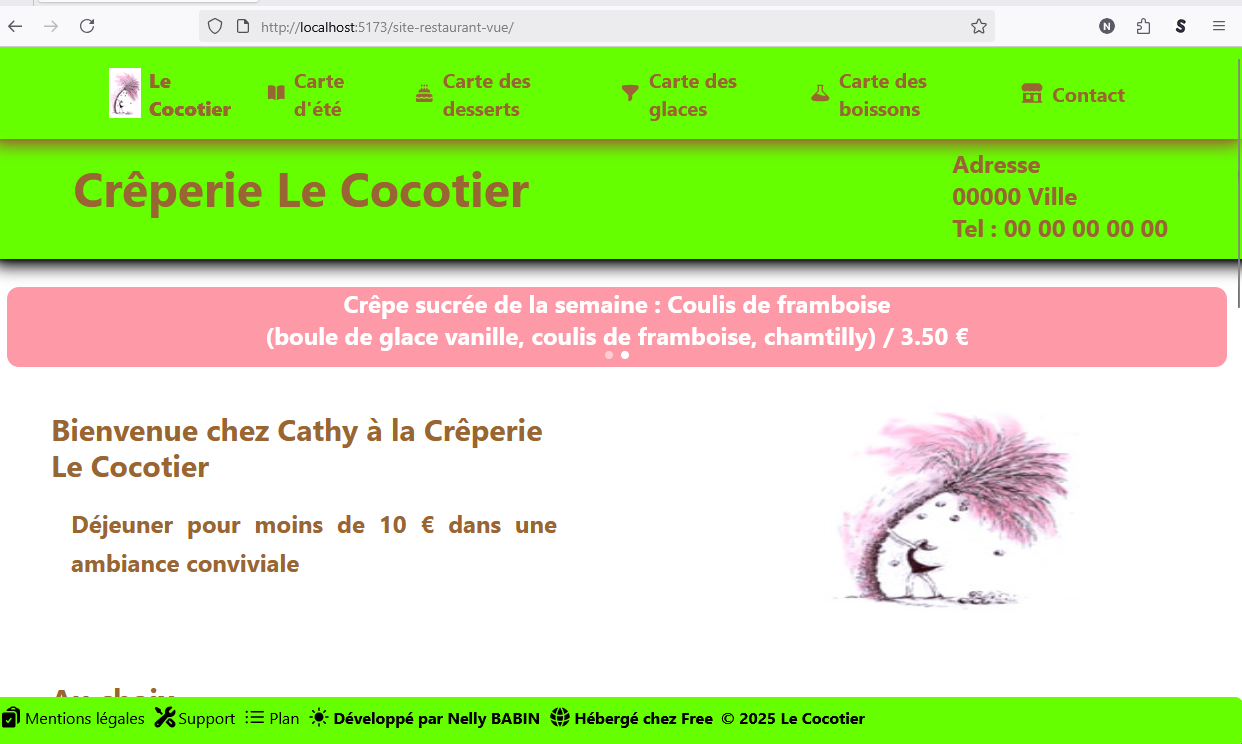 http://localhost:5173/site-restaurant-vue/
N
S
Le Cocotier
Carte d'été
Carte des desserts
Carte des glaces
Carte des boissons
Contact
Crêperie Le Cocotier
Adresse
00000 Ville
Tel : 00 00 00 00 00
Crêpe sucrée de la semaine : Coulis de framboise
(boule de glace vanille, coulis de framboise, chamtilly) / 3.50 €
Bienvenue chez Cathy à la Crêperie
Le Cocotier
Déjeuner pour moins de 10 € dans une
ambiance conviviale
Au choix
Mentions légales Support Plan Développé par Nelly BABIN Hébergé chez Free © 2025 Le Cocotier